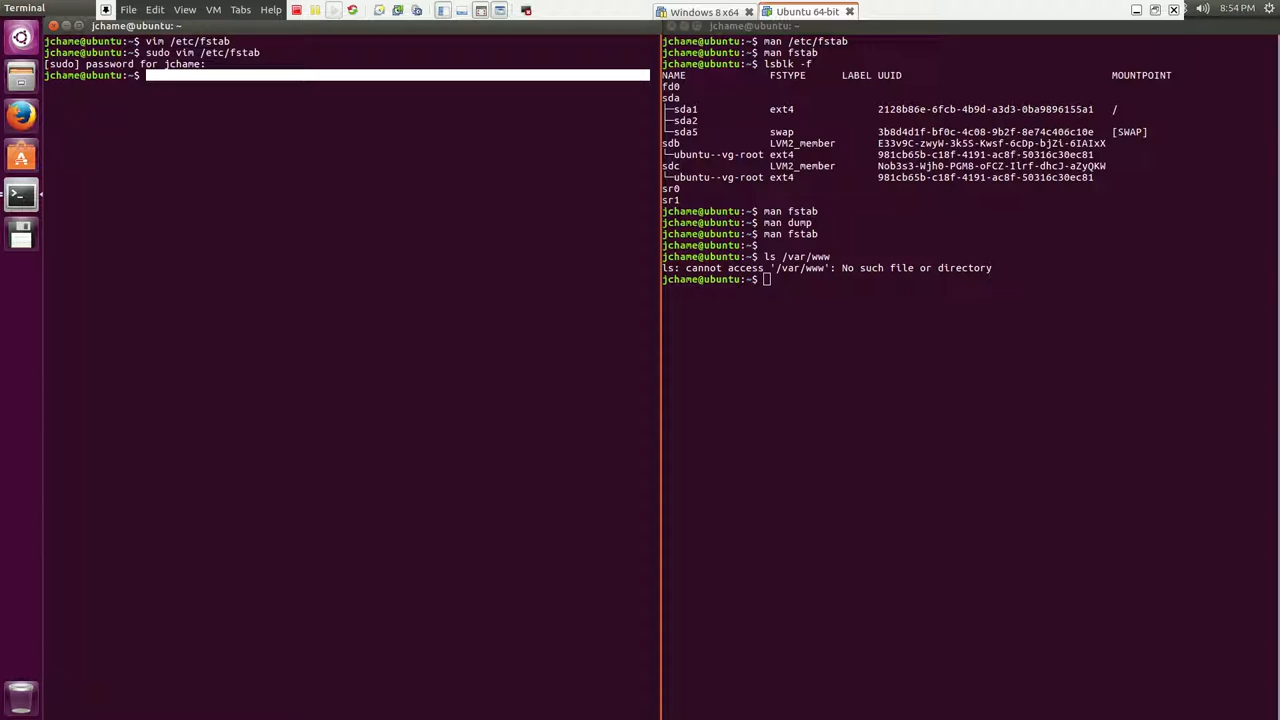 Terminal
File Edit View VM Tabs Help
Windows 8 x64
Ubuntu 64-bit
8:54 PM
jchame@ubuntu: ~
jchame@ubuntu:~$ vim /etc/fstab
jchame@ubuntu:~$ sudo vim /etc/fstab
[sudo] password for jchame:
jchame@ubuntu:~$
jchame@ubuntu: ~
jchame@ubuntu:~$ man /etc/fstab
jchame@ubuntu:~$ man fstab
jchame@ubuntu:~$ lsblk -f
NAME FSTYPE LABEL UUID MOUNTPOINT
fd0
sda
├─sda1 ext4 2128b86e-6fcb-4b9d-a3d3-0ba9896155a1 /
├─sda2
└─sda5 swap 3b8d4d1f-bf0c-4c08-9b2f-8e74c406c10e [SWAP]
sdb LVM2_member E33v9C-zwyW-3k5S-Kwsf-6cDp-bjZi-6IAIxX
└─ubuntu--vg-root ext4 981cb65b-c18f-4191-ac8f-50316c30ec81
sdc LVM2_member Nob3s3-Wjh0-PGM8-oFCZ-Ilrf-dhcJ-aZyQKW
└─ubuntu--vg-root ext4 981cb65b-c18f-4191-ac8f-50316c30ec81
sr0
sr1
jchame@ubuntu:~$ man fstab
jchame@ubuntu:~$ man dump
jchame@ubuntu:~$ man fstab
jchame@ubuntu:~$
jchame@ubuntu:~$ ls /var/www
ls: cannot access '/var/www': No such file or directory
jchame@ubuntu:~$